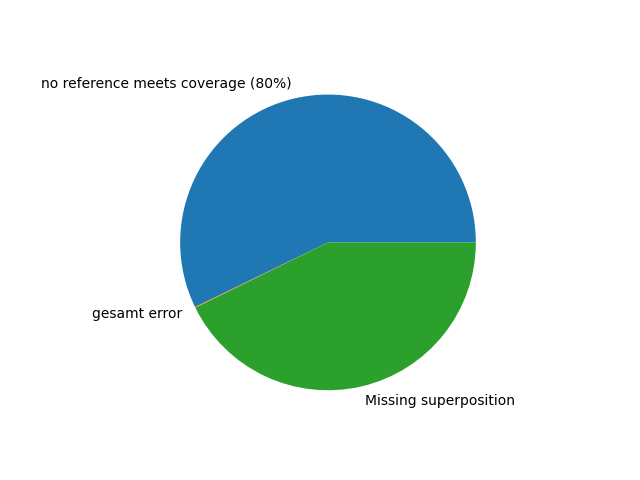 no reference meets coverage (80%)
gesamt error
Missing superposition